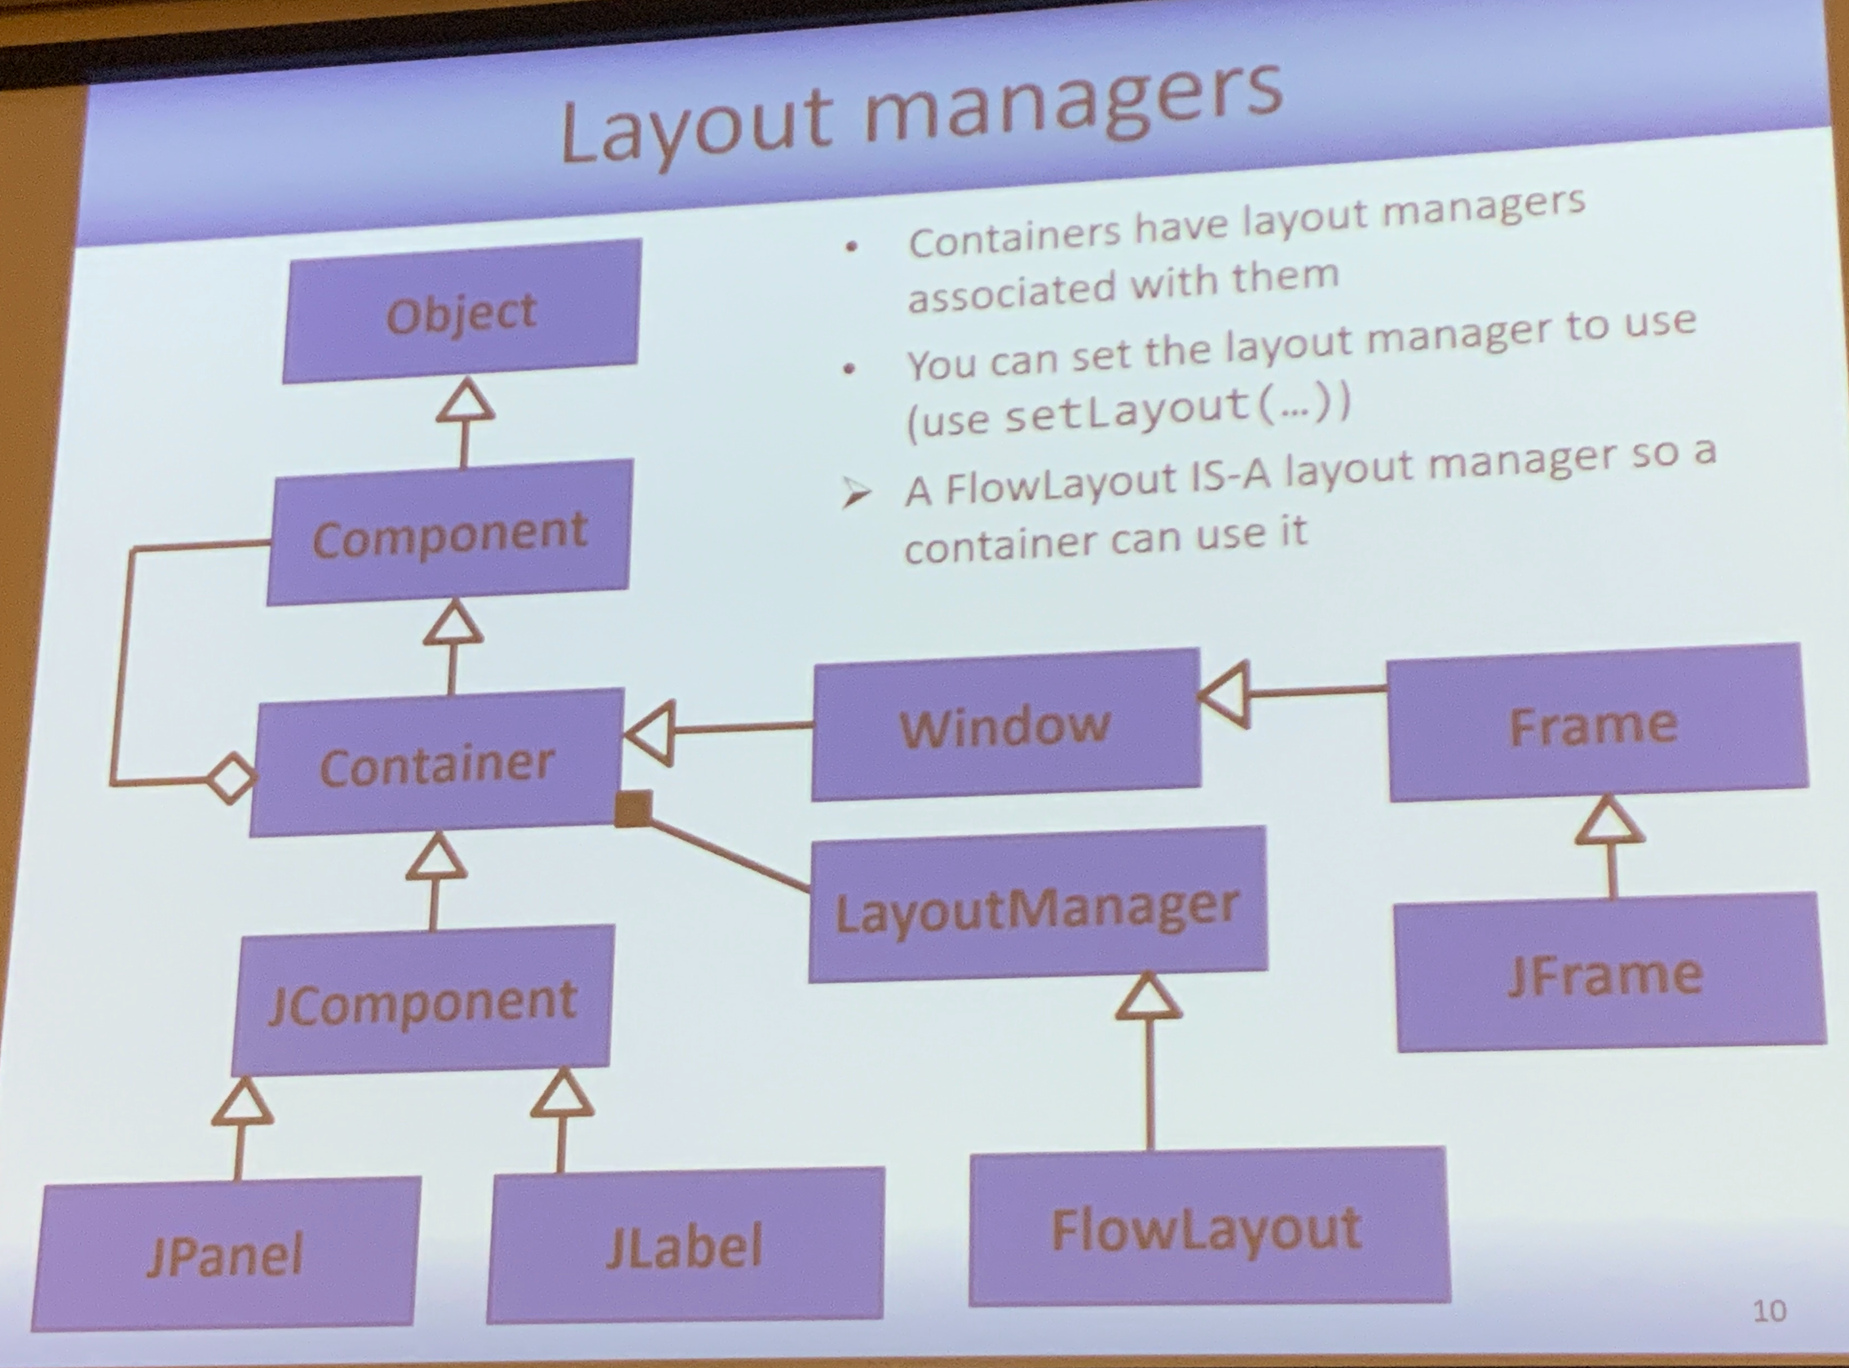 Layout managers
• Containers have layout managers
associated with them
• You can set the layout manager to use
(use setLayout(…))
➢ A FlowLayout IS-A layout manager so a
container can use it
Object
Component
Container
Window
Frame
LayoutManager
JComponent
JFrame
JPanel
JLabel
FlowLayout
10